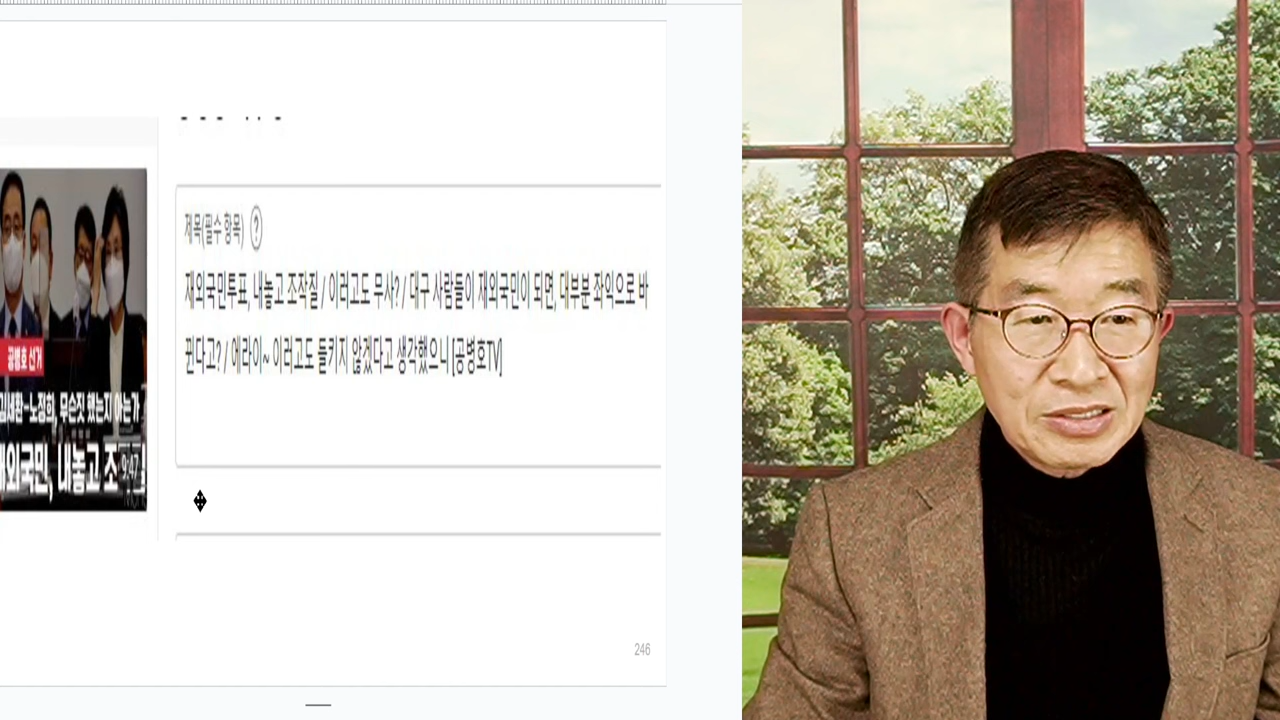 제목(필수 항목) ?
재외국민투표, 내놓고 조작질 / 이러고도 무사? / 대구 사람들이 재외국민이 되면, 대부분 좌익으로 바
뀐다고? / 에라이~ 이러고도 들키지 않겠다고 생각했으니 [공병호TV]
공병호 선거
김세환-노정희, 무슨짓 했는지 아는가
재외국민, 내놓고 조
9:47
246